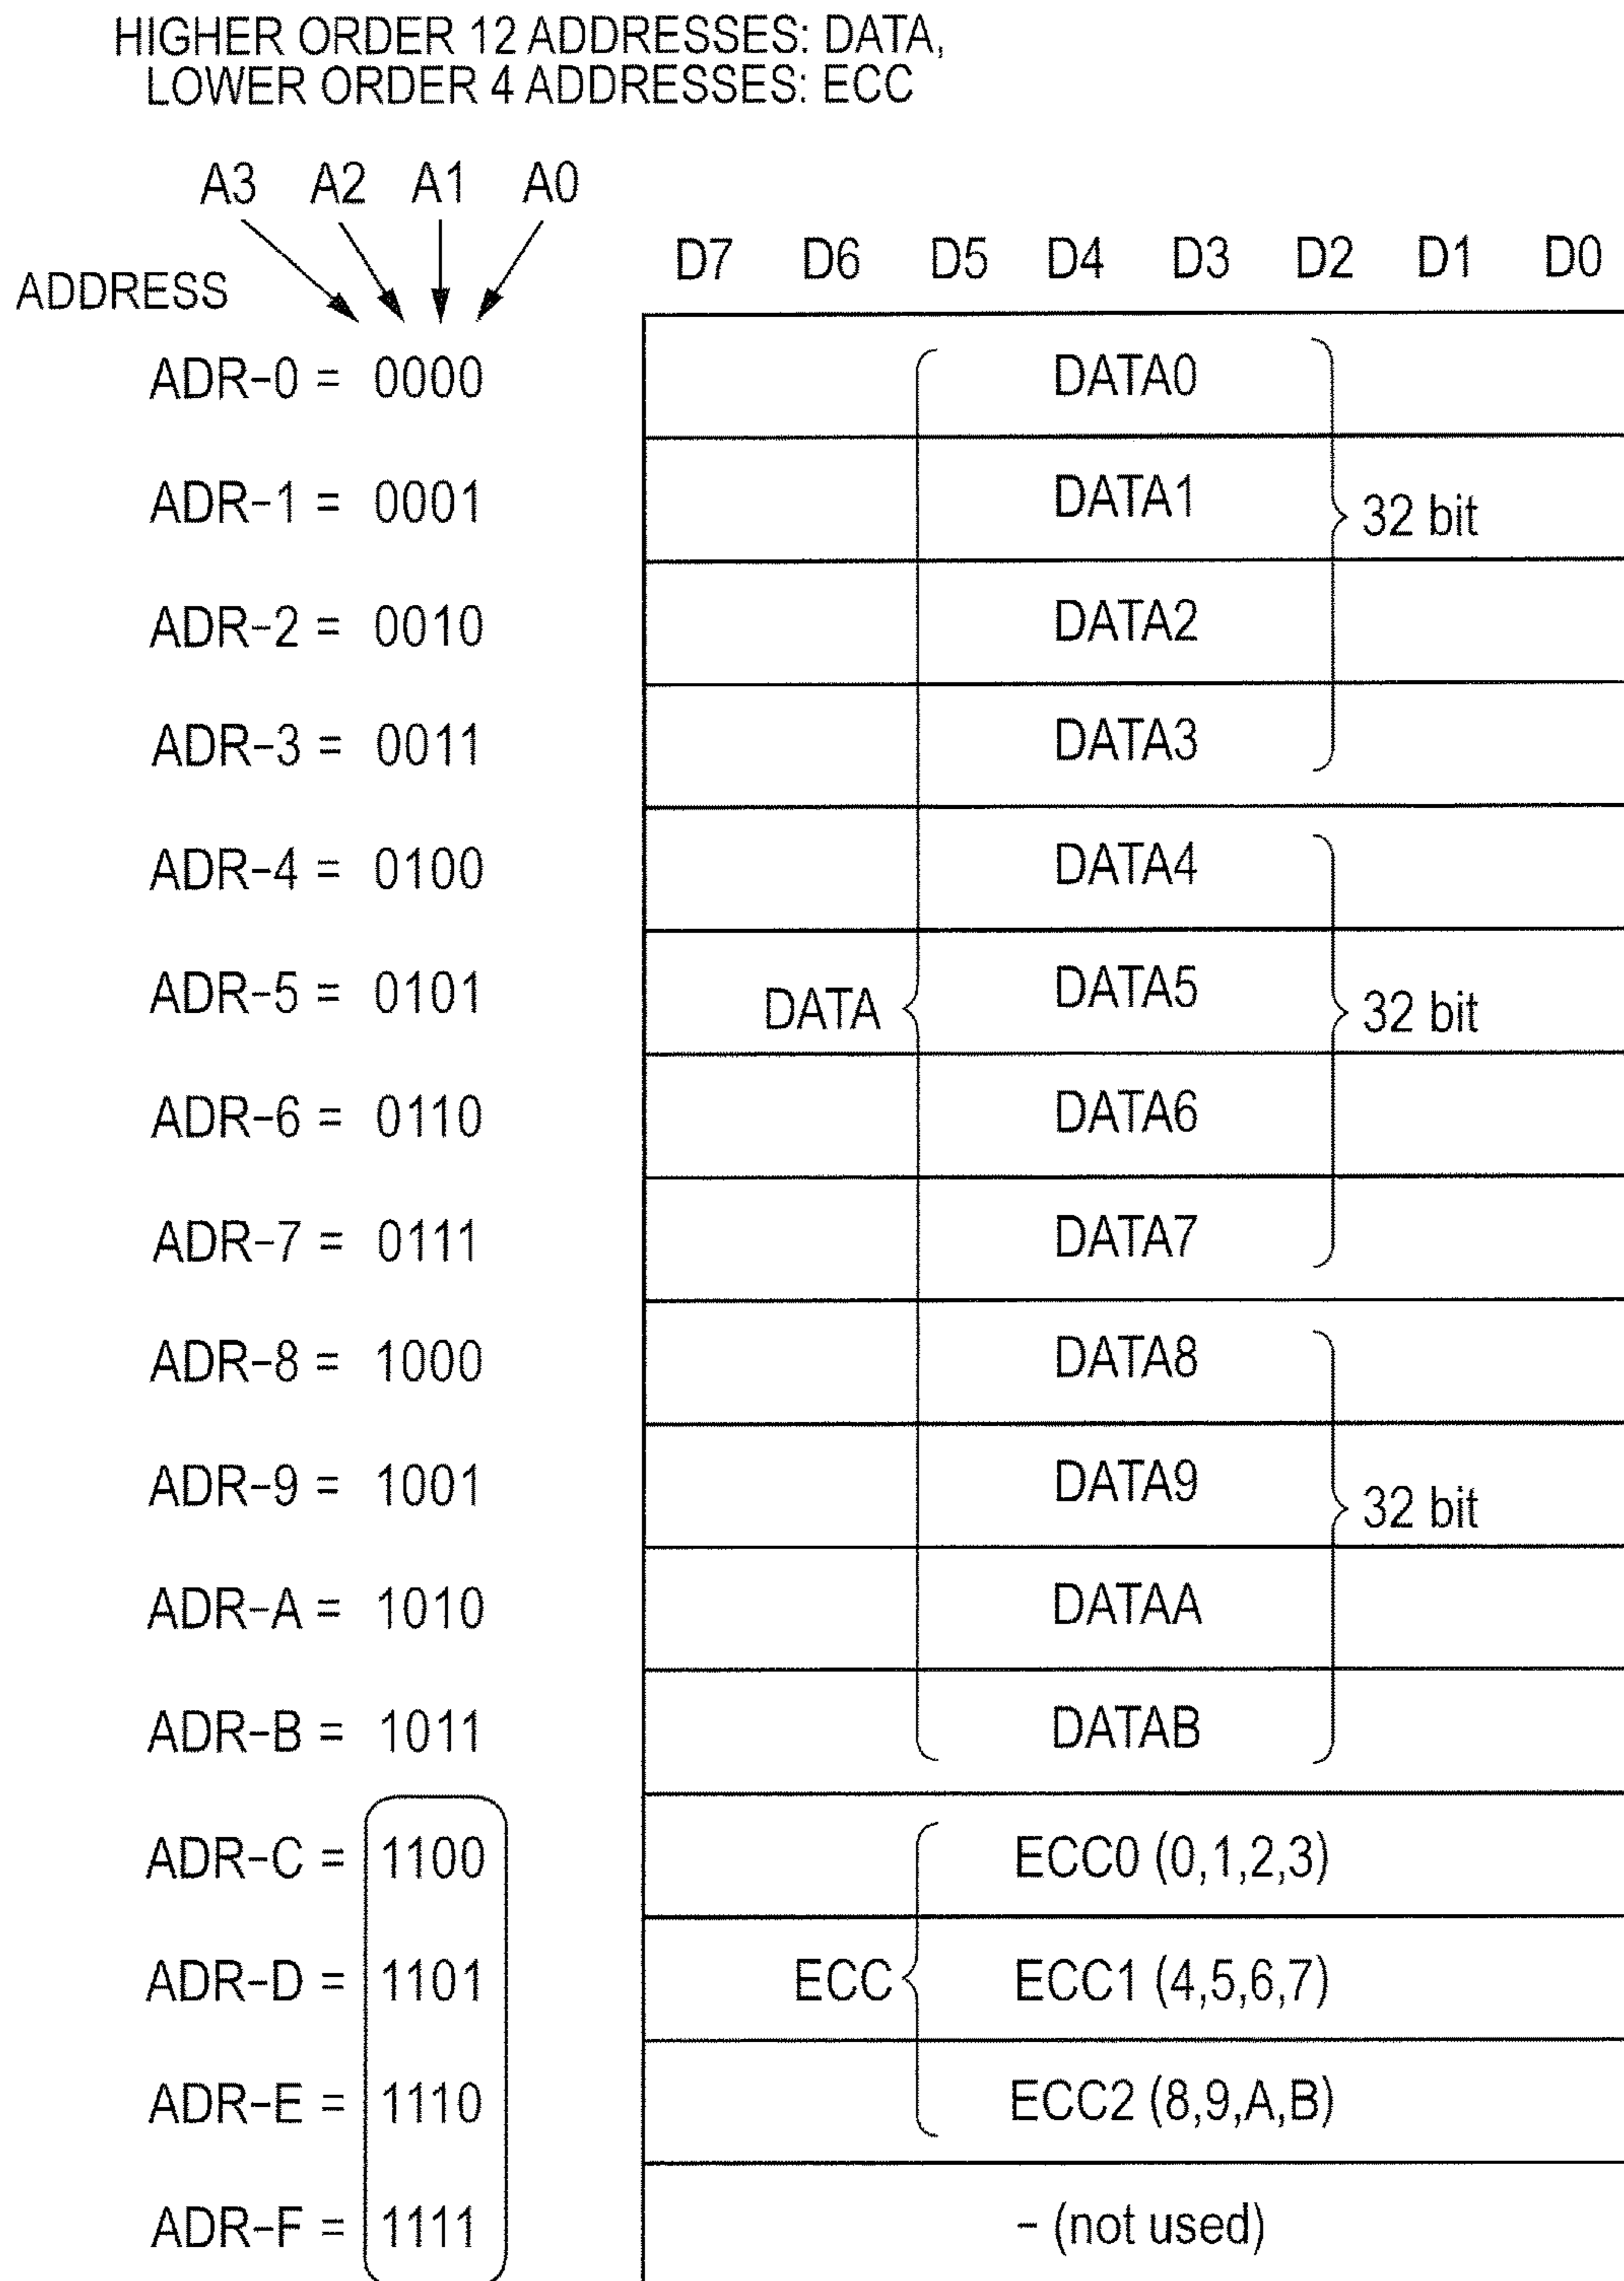 HIGHER ORDER 12 ADDRESSES: DATA,
LOWER ORDER 4 ADDRESSES: ECC
A3 A2 A1 A0
ADDRESS D7 D6 D5 D4 D3 D2 D1 D0
ADR-0 = 0000 DATA0
ADR-1 = 0001 DATA1 32 bit
ADR-2 = 0010 DATA2
ADR-3 = 0011 DATA3
ADR-4 = 0100 DATA4
ADR-5 = 0101 DATA DATA5 32 bit
ADR-6 = 0110 DATA6
ADR-7 = 0111 DATA7
ADR-8 = 1000 DATA8
ADR-9 = 1001 DATA9 32 bit
ADR-A = 1010 DATAA
ADR-B = 1011 DATAB
ADR-C = 1100 ECC0 (0,1,2,3)
ADR-D = 1101 ECC ECC1 (4,5,6,7)
ADR-E = 1110 ECC2 (8,9,A,B)
ADR-F = 1111 - (not used)